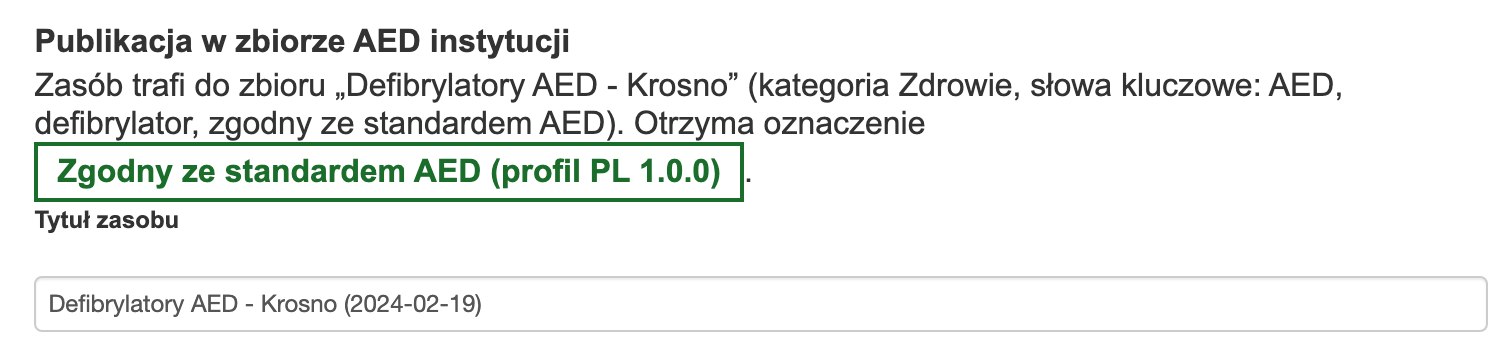 Publikacja w zbiorze AED instytucji
Zasób trafi do zbioru „Defibrylatory AED - Krosno” (kategoria Zdrowie, słowa kluczowe: AED,
defibrylator, zgodny ze standardem AED). Otrzyma oznaczenie
Zgodny ze standardem AED (profil PL 1.0.0).
Tytuł zasobu
Defibrylatory AED - Krosno (2024-02-19)